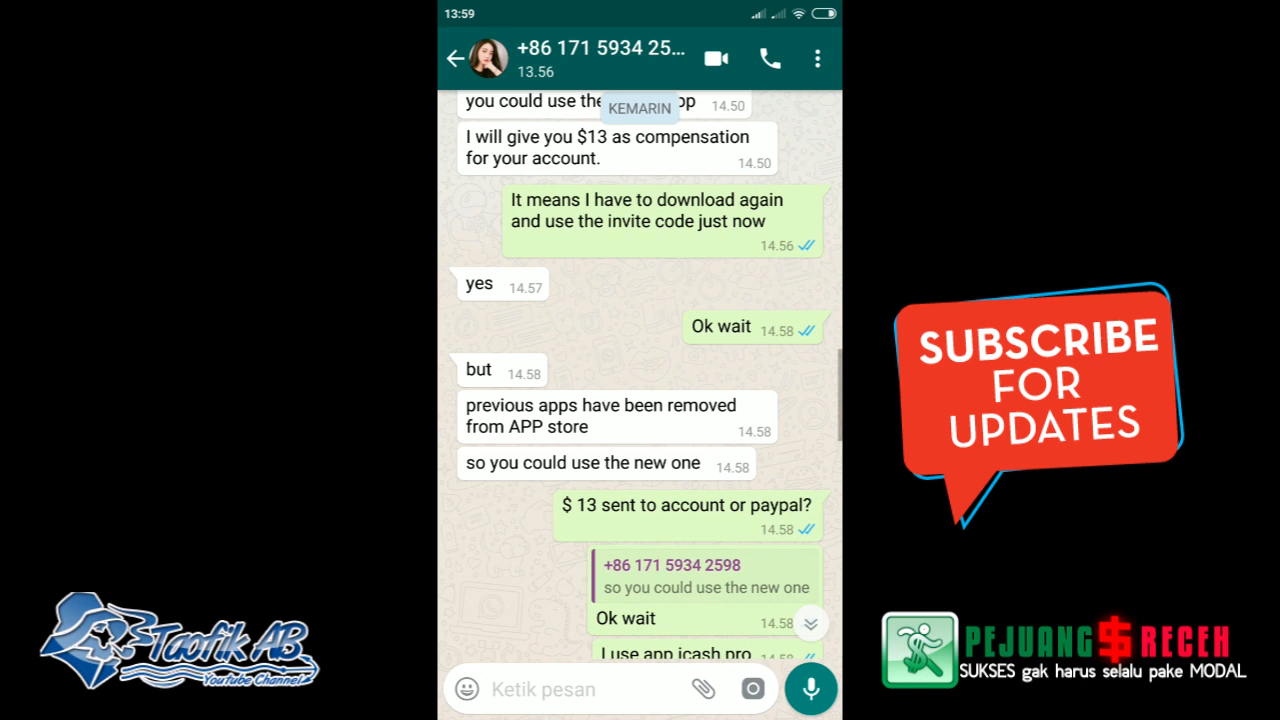 13:59
+86 171 5934 25...
13.56
you could use the
pp 14.50
KEMARIN
I will give you $13 as compensation
for your account.
14.50
It means I have to download again
and use the invite code just now
14.56
yes 14.57
Ok wait 14.58
but 14.58
previous apps have been removed
from APP store
14.58
so you could use the new one 14.58
$ 13 sent to account or paypal?
14.58
+86 171 5934 2598
so you could use the new one
Ok wait 14.58
I use app icash pro 14.58
Ketik pesan
SUBSCRIBE
FOR
UPDATES
Taofik AB
YouTube Channel
PEJUANG $ RECEH
SUKSES gak harus selalu pake MODAL